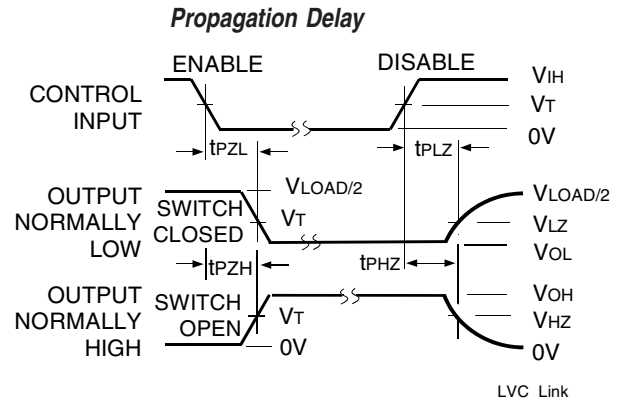 Propagation Delay
ENABLE
DISABLE
CONTROL
INPUT
VIH
VT
0V
tPZL
tPLZ
OUTPUT
NORMALLY
LOW
SWITCH
CLOSED
VLOAD/2
VT
VLOAD/2
VLZ
VOL
tPZH
tPHZ
OUTPUT
NORMALLY
HIGH
SWITCH
OPEN
VT
0V
VOH
VHZ
0V
LVC Link